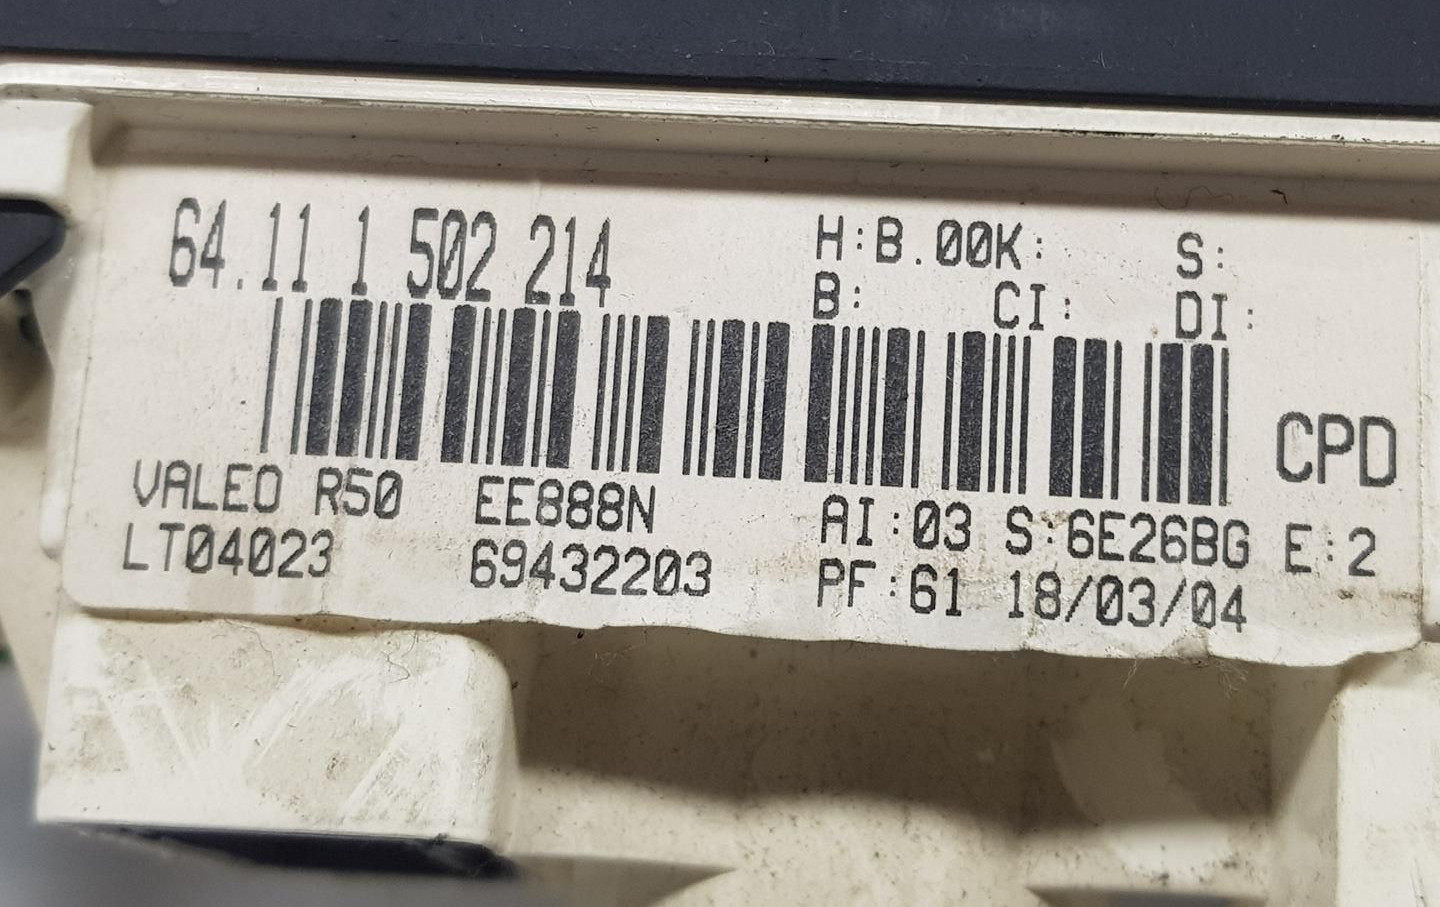 64.11 1 502 214
H:B.00K: S:
B: CI: DI:
CPD
VALEO R50 EE888N AI:03 S:6E26BG E:2
LT04023 69432203 PF:61 18/03/04